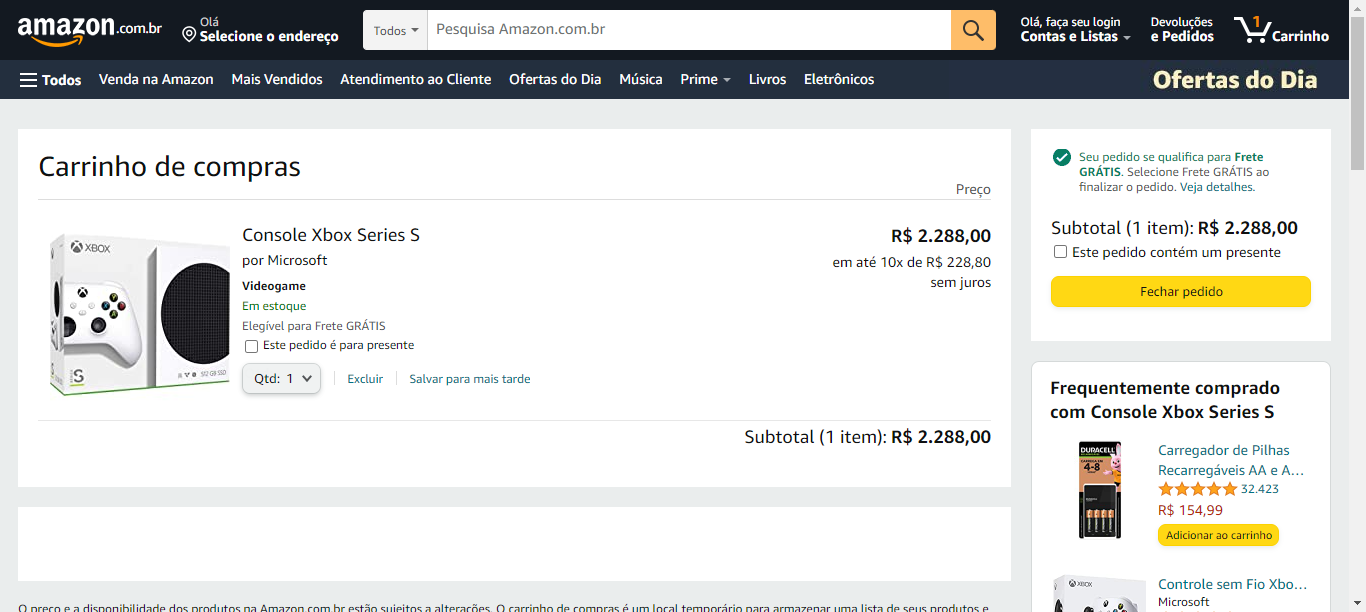 amazon.com.br
Olá
Selecione o endereço
Todos
Pesquisa Amazon.com.br
Olá, faça seu login
Contas e Listas
Devoluções
e Pedidos
1
Carrinho
Todos
Venda na Amazon
Mais Vendidos
Atendimento ao Cliente
Ofertas do Dia
Música
Prime
Livros
Eletrônicos
Ofertas do Dia
Carrinho de compras
Preço
XBOX
S
512 GB SSD
Console Xbox Series S
por Microsoft
Videogame
Em estoque
Elegível para Frete GRÁTIS
Este pedido é para presente
Qtd: 1
Excluir
Salvar para mais tarde
R$ 2.288,00
em até 10x de R$ 228,80
sem juros
Subtotal (1 item): R$ 2.288,00
Seu pedido se qualifica para Frete
GRÁTIS. Selecione Frete GRÁTIS ao
finalizar o pedido. Veja detalhes.
Subtotal (1 item): R$ 2.288,00
Este pedido contém um presente
Fechar pedido
Frequentemente comprado
com Console Xbox Series S
DURACELL
4-8
Carregador de Pilhas
Recarregáveis AA e A…
32.423
R$ 154,99
Adicionar ao carrinho
XBOX
Controle sem Fio Xbo…
Microsoft
O preço e a disponibilidade dos produtos na Amazon.com.br estão sujeitos a alterações. O carrinho de compras é um local temporário para armazenar uma lista de seus produtos e